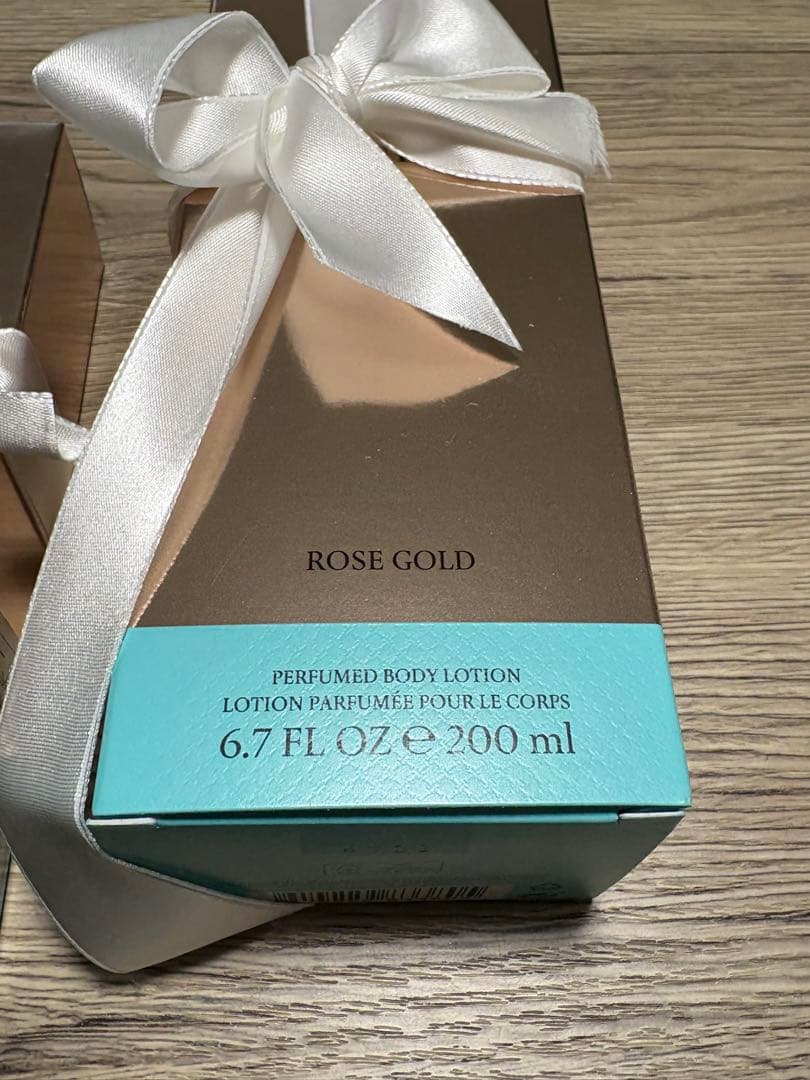 ROSE GOLD
PERFUMED BODY LOTION
LOTION PARFUMÉE POUR LE CORPS
6.7 FL OZ ℮ 200 ml